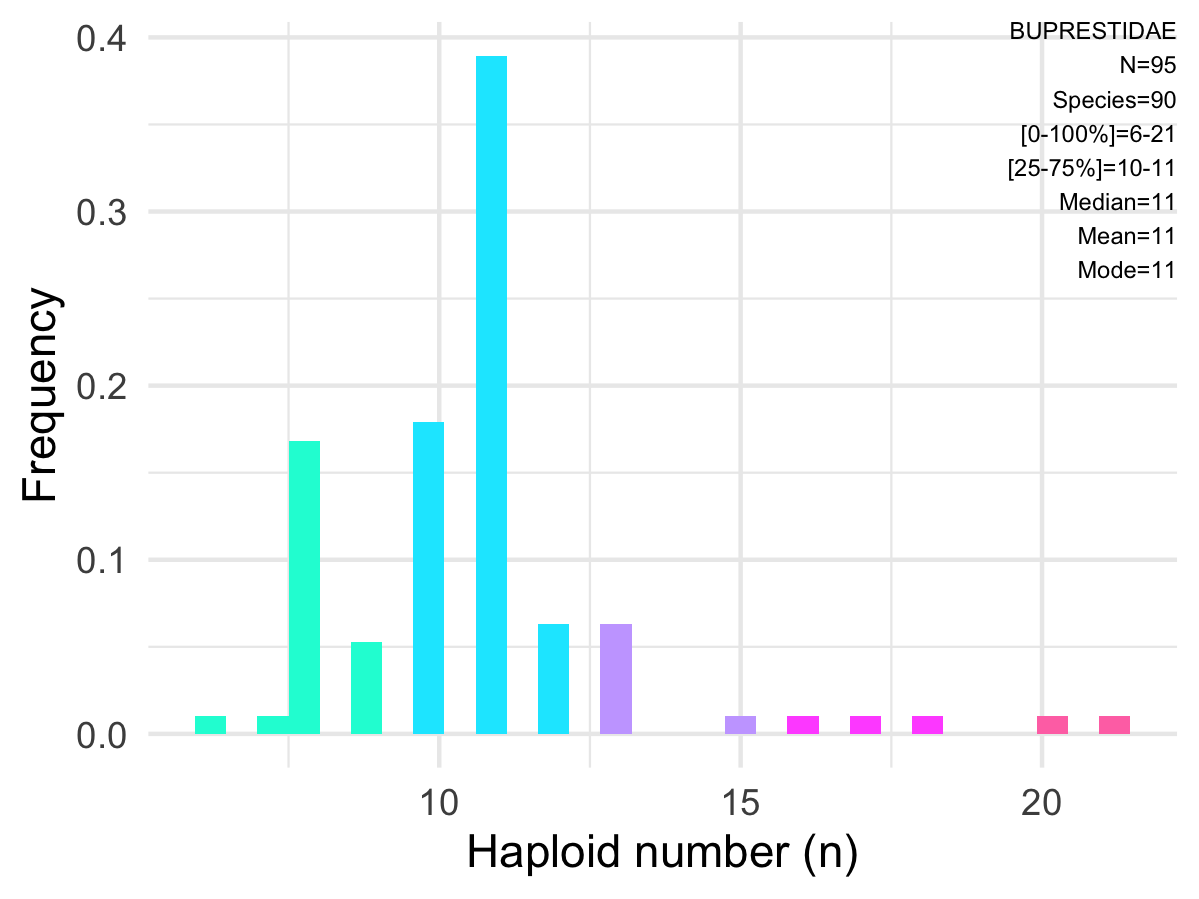 BUPRESTIDAE
N=95
Species=90
[0-100%]=6-21
[25-75%]=10-11
Median=11
Mean=11
Mode=11
Frequency
0.4
0.3
0.2
0.1
0.0
10 15 20
Haploid number (n)